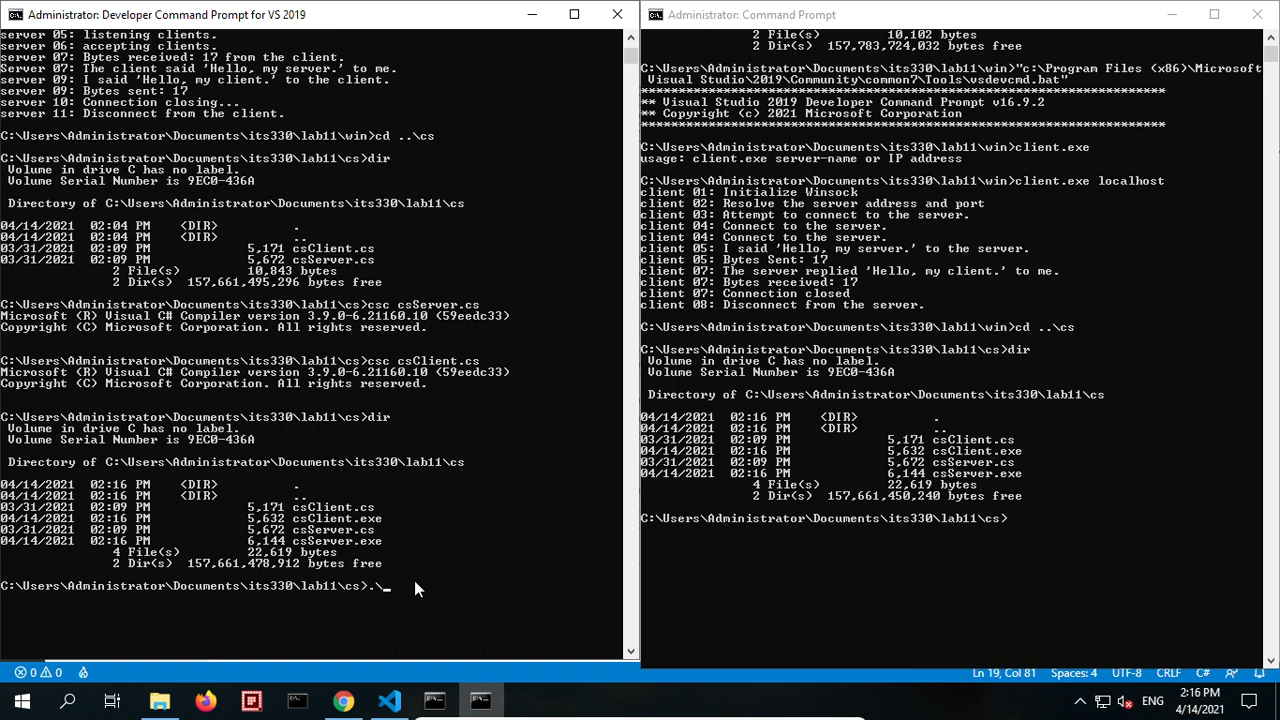 Administrator: Developer Command Prompt for VS 2019
server 05: listening clients.
server 06: accepting clients.
server 07: Bytes received: 17 from the client.
Server 07: The client said 'Hello, my server.' to me.
server 09: I said 'Hello, my client.' to the client.
server 09: Bytes sent: 17
server 10: Connection closing...
server 11: Disconnect from the client.
C:\Users\Administrator\Documents\its330\lab11\win>cd ..\cs
C:\Users\Administrator\Documents\its330\lab11\cs>dir
Volume in drive C has no label.
Volume Serial Number is 9EC0-436A
Directory of C:\Users\Administrator\Documents\its330\lab11\cs
04/14/2021 02:04 PM <DIR> .
04/14/2021 02:04 PM <DIR> ..
03/31/2021 02:09 PM 5,171 csClient.cs
03/31/2021 02:09 PM 5,672 csServer.cs
2 File(s) 10,843 bytes
2 Dir(s) 157,661,495,296 bytes free
C:\Users\Administrator\Documents\its330\lab11\cs>csc csServer.cs
Microsoft (R) Visual C# Compiler version 3.9.0-6.21160.10 (59eedc33)
Copyright (C) Microsoft Corporation. All rights reserved.
C:\Users\Administrator\Documents\its330\lab11\cs>csc csClient.cs
Microsoft (R) Visual C# Compiler version 3.9.0-6.21160.10 (59eedc33)
Copyright (C) Microsoft Corporation. All rights reserved.
C:\Users\Administrator\Documents\its330\lab11\cs>dir
Volume in drive C has no label.
Volume Serial Number is 9EC0-436A
Directory of C:\Users\Administrator\Documents\its330\lab11\cs
04/14/2021 02:16 PM <DIR> .
04/14/2021 02:16 PM <DIR> ..
03/31/2021 02:09 PM 5,171 csClient.cs
04/14/2021 02:16 PM 5,632 csClient.exe
03/31/2021 02:09 PM 5,672 csServer.cs
04/14/2021 02:16 PM 6,144 csServer.exe
4 File(s) 22,619 bytes
2 Dir(s) 157,661,478,912 bytes free
C:\Users\Administrator\Documents\its330\lab11\cs>.\_
Administrator: Command Prompt
2 File(s) 10,102 bytes
2 Dir(s) 157,783,724,032 bytes free
C:\Users\Administrator\Documents\its330\lab11\win>"c:\Program Files (x86)\Microsoft
Visual Studio\2019\Community\common7\Tools\vsdevcmd.bat"
**********************************************************************
** Visual Studio 2019 Developer Command Prompt v16.9.2
** Copyright (c) 2021 Microsoft Corporation
**********************************************************************
C:\Users\Administrator\Documents\its330\lab11\win>client.exe
usage: client.exe server-name or IP address
C:\Users\Administrator\Documents\its330\lab11\win>client.exe localhost
client 01: Initialize Winsock
client 02: Resolve the server address and port
client 03: Attempt to connect to the server.
client 04: Connect to the server.
client 04: Connect to the server.
client 05: I said 'Hello, my server.' to the server.
client 05: Bytes Sent: 17
client 07: The server replied 'Hello, my client.' to me.
client 07: Bytes received: 17
client 07: Connection closed
client 08: Disconnect from the server.
C:\Users\Administrator\Documents\its330\lab11\win>cd ..\cs
C:\Users\Administrator\Documents\its330\lab11\cs>dir
Volume in drive C has no label.
Volume Serial Number is 9EC0-436A
Directory of C:\Users\Administrator\Documents\its330\lab11\cs
04/14/2021 02:16 PM <DIR> .
04/14/2021 02:16 PM <DIR> ..
03/31/2021 02:09 PM 5,171 csClient.cs
04/14/2021 02:16 PM 5,632 csClient.exe
03/31/2021 02:09 PM 5,672 csServer.cs
04/14/2021 02:16 PM 6,144 csServer.exe
4 File(s) 22,619 bytes
2 Dir(s) 157,661,450,240 bytes free
C:\Users\Administrator\Documents\its330\lab11\cs>
0 0 Ln 19, Col 81 Spaces: 4 UTF-8 CRLF C#
ENG 2:16 PM
4/14/2021